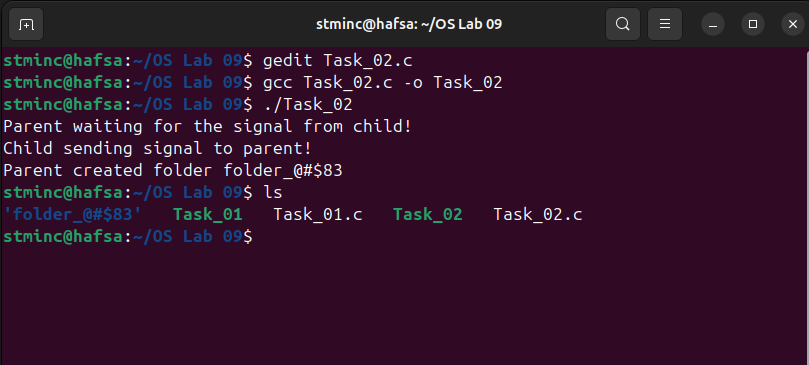 stminc@hafsa: ~/OS Lab 09
stminc@hafsa:~/OS Lab 09$ gedit Task_02.c
stminc@hafsa:~/OS Lab 09$ gcc Task_02.c -o Task_02
stminc@hafsa:~/OS Lab 09$ ./Task_02
Parent waiting for the signal from child!
Child sending signal to parent!
Parent created folder folder_@#$83
stminc@hafsa:~/OS Lab 09$ ls
'folder_@#$83'   Task_01   Task_01.c   Task_02   Task_02.c
stminc@hafsa:~/OS Lab 09$